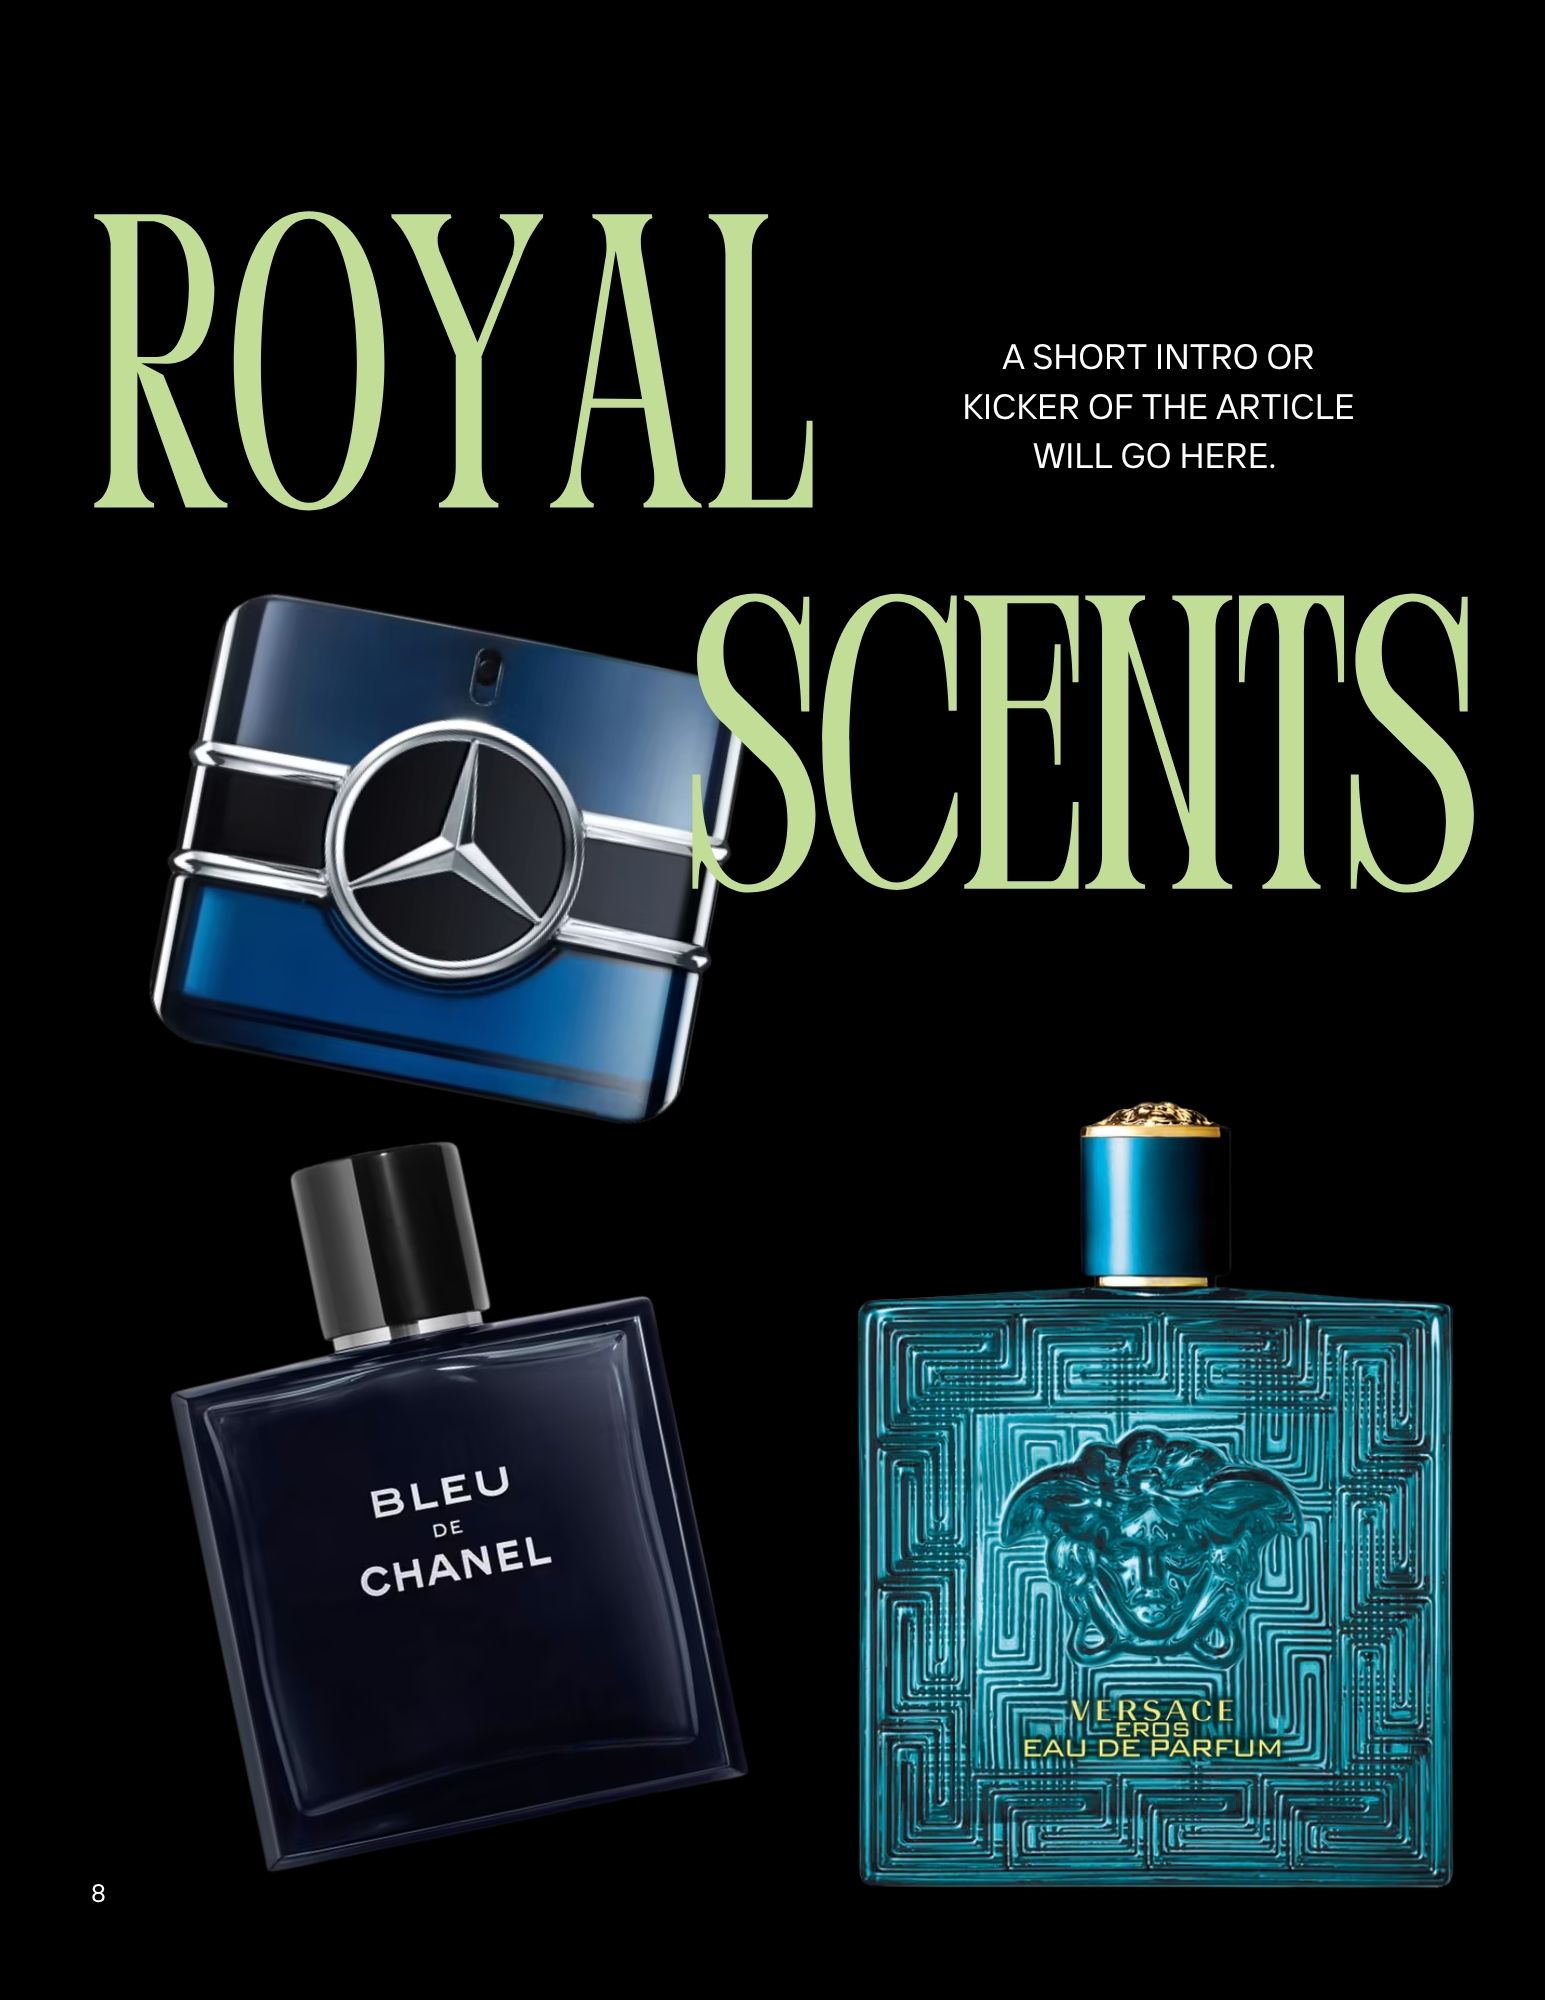 ROYAL
A SHORT INTRO OR
KICKER OF THE ARTICLE
WILL GO HERE.
SCENTS
BLEU
DE
CHANEL
VERSACE
EROS
EAU DE PARFUM
8